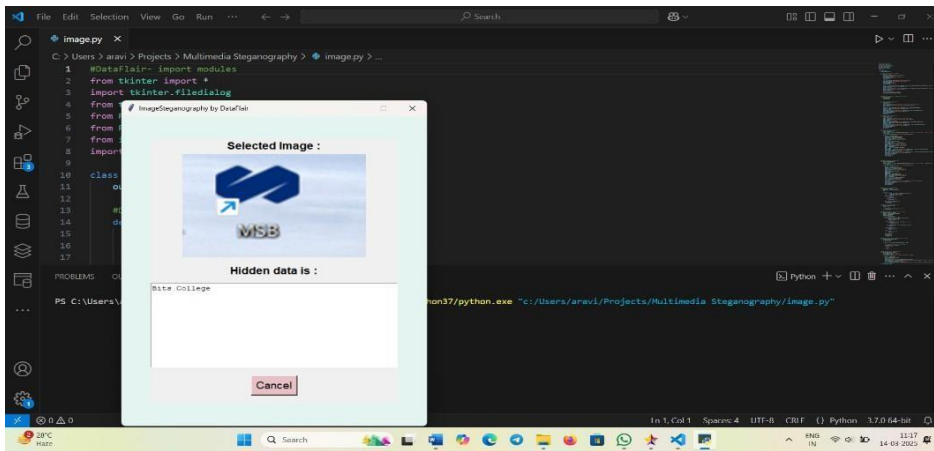 File Edit Selection View Go Run ... Search
image.py
C: > Users > aravi > Projects > Multimedia Steganography > image.py > ...
1 #DataFlair- import modules
2 from tkinter import *
3 import tkinter.filedialog
4 from
5 from
6 from
7 from
8 import
9
10 class
11
12
13
14
15
16
17
ImageSteganography by DataFlair
Selected Image :
MSB
Hidden data is :
Bits College
Cancel
PROBLEMS
PS C:\Users\
hon37/python.exe "c:/Users/aravi/Projects/Multimedia Steganography/image.py"
Python
0 0 Ln 1, Col 1 Spaces: 4 UTF-8 CRLF () Python 3.7.0 64-bit
28°C
Haze
Search
ENG
IN
11:17
14-03-2025